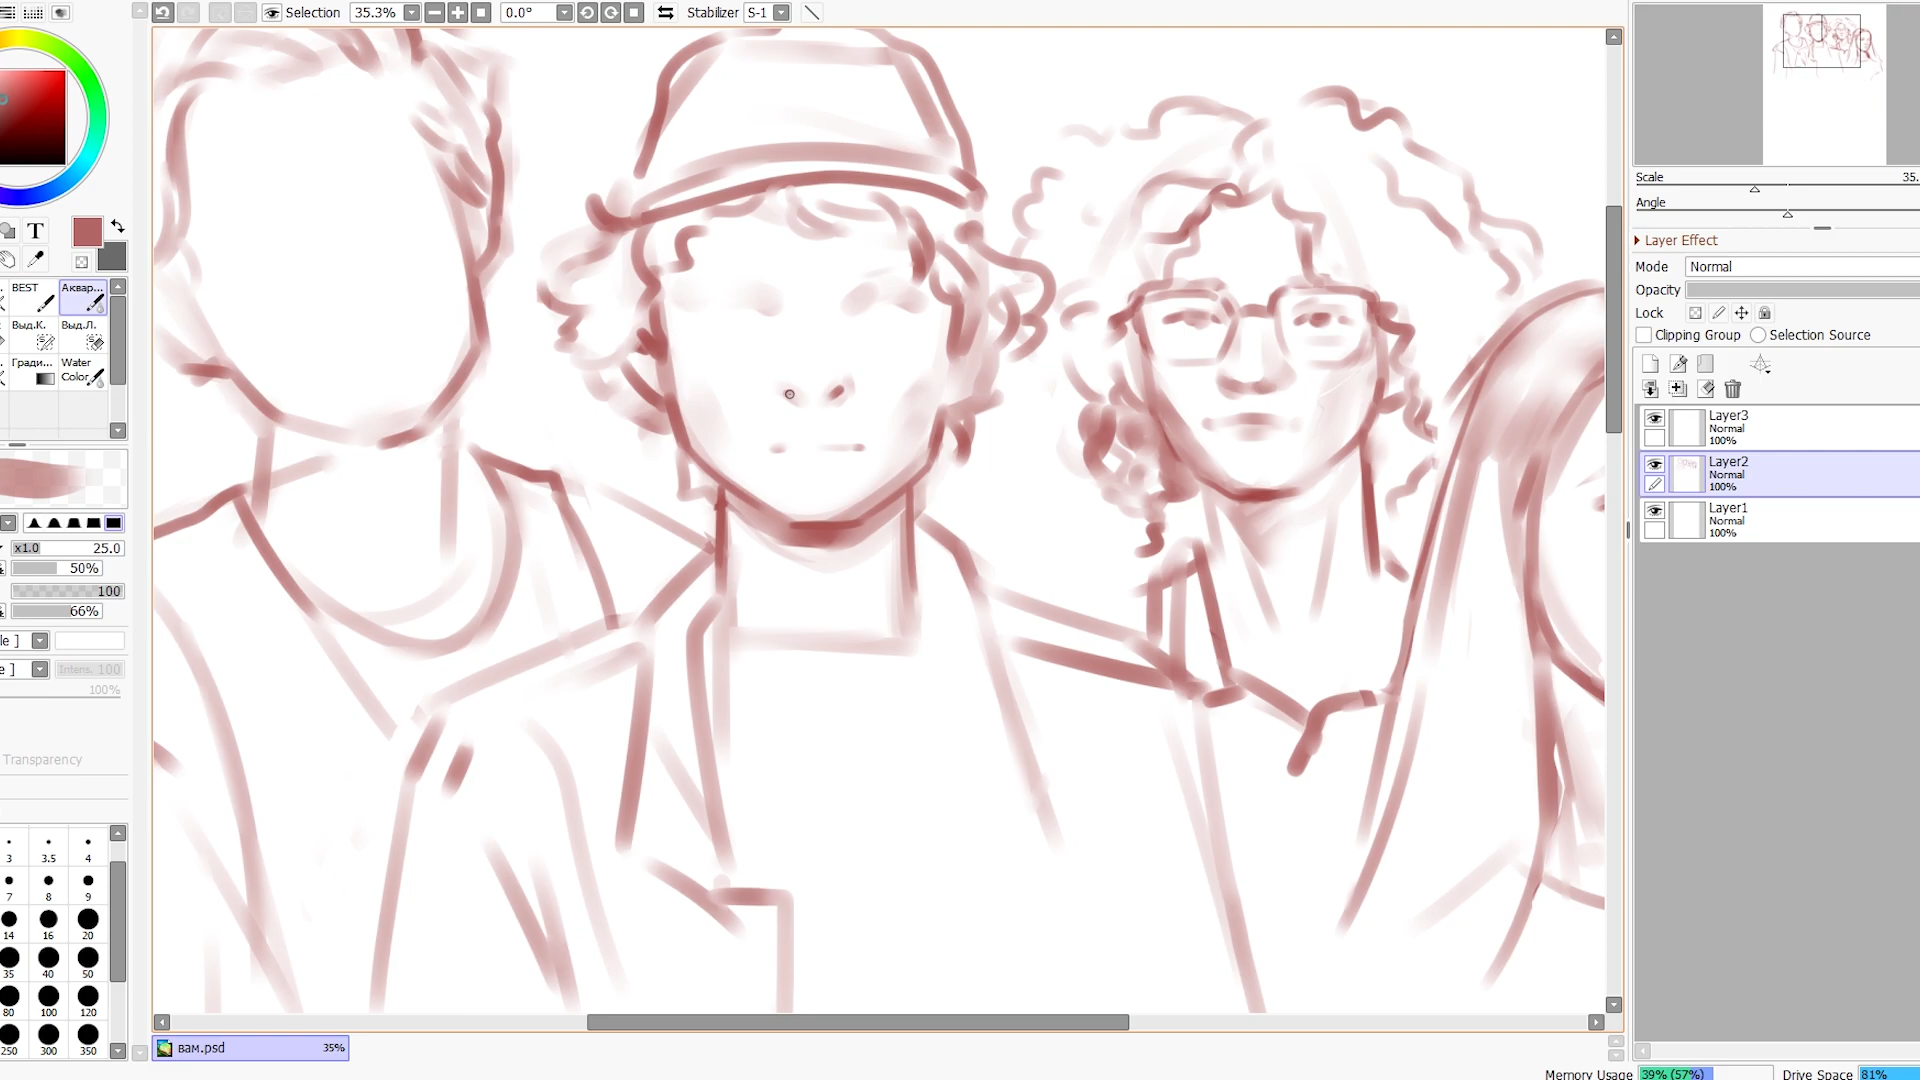 Selection 35.3% 0.0° Stabilizer S-1
Scale 35.
Angle
T
Layer Effect
Mode Normal
Opacity
Lock
Clipping Group Selection Source
BEST Аквар...
Выд.К. Выд.Л.
Гради... Water Color
Layer3
Normal
100%
Layer2
Normal
100%
Layer1
Normal
100%
x1.0 25.0
50%
100
66%
le ]
e ] Intens. 100
100%
Transparency
3 3.5 4
7 8 9
14 16 20
35 40 50
80 100 120
250 300 350
вам.psd 35%
Memory Usage 39% (57%) Drive Space 81%